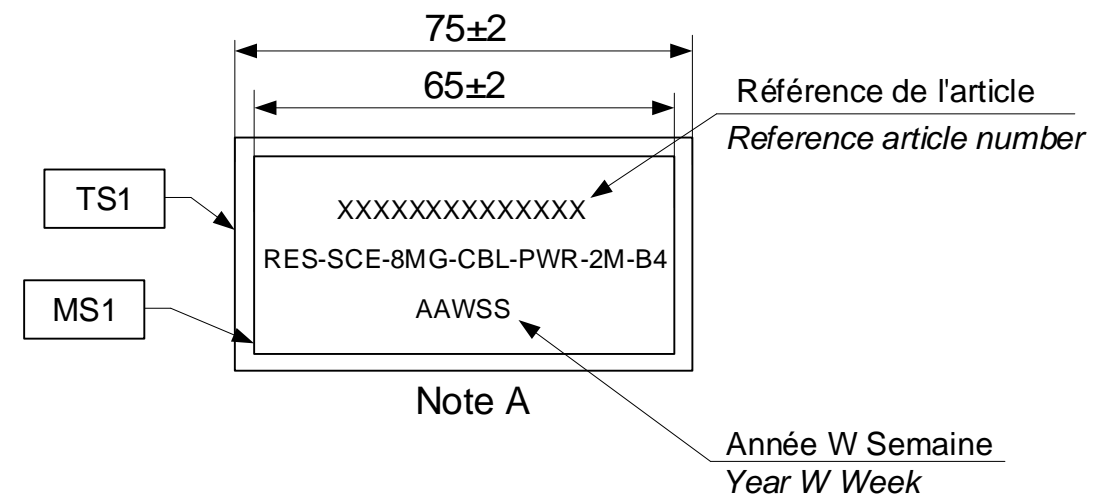 75±2
65±2
Référence de l'article
Reference article number
TS1
XXXXXXXXXXXXXX
RES-SCE-8MG-CBL-PWR-2M-B4
MS1
AAWSS
Note A
Année W Semaine
Year W Week